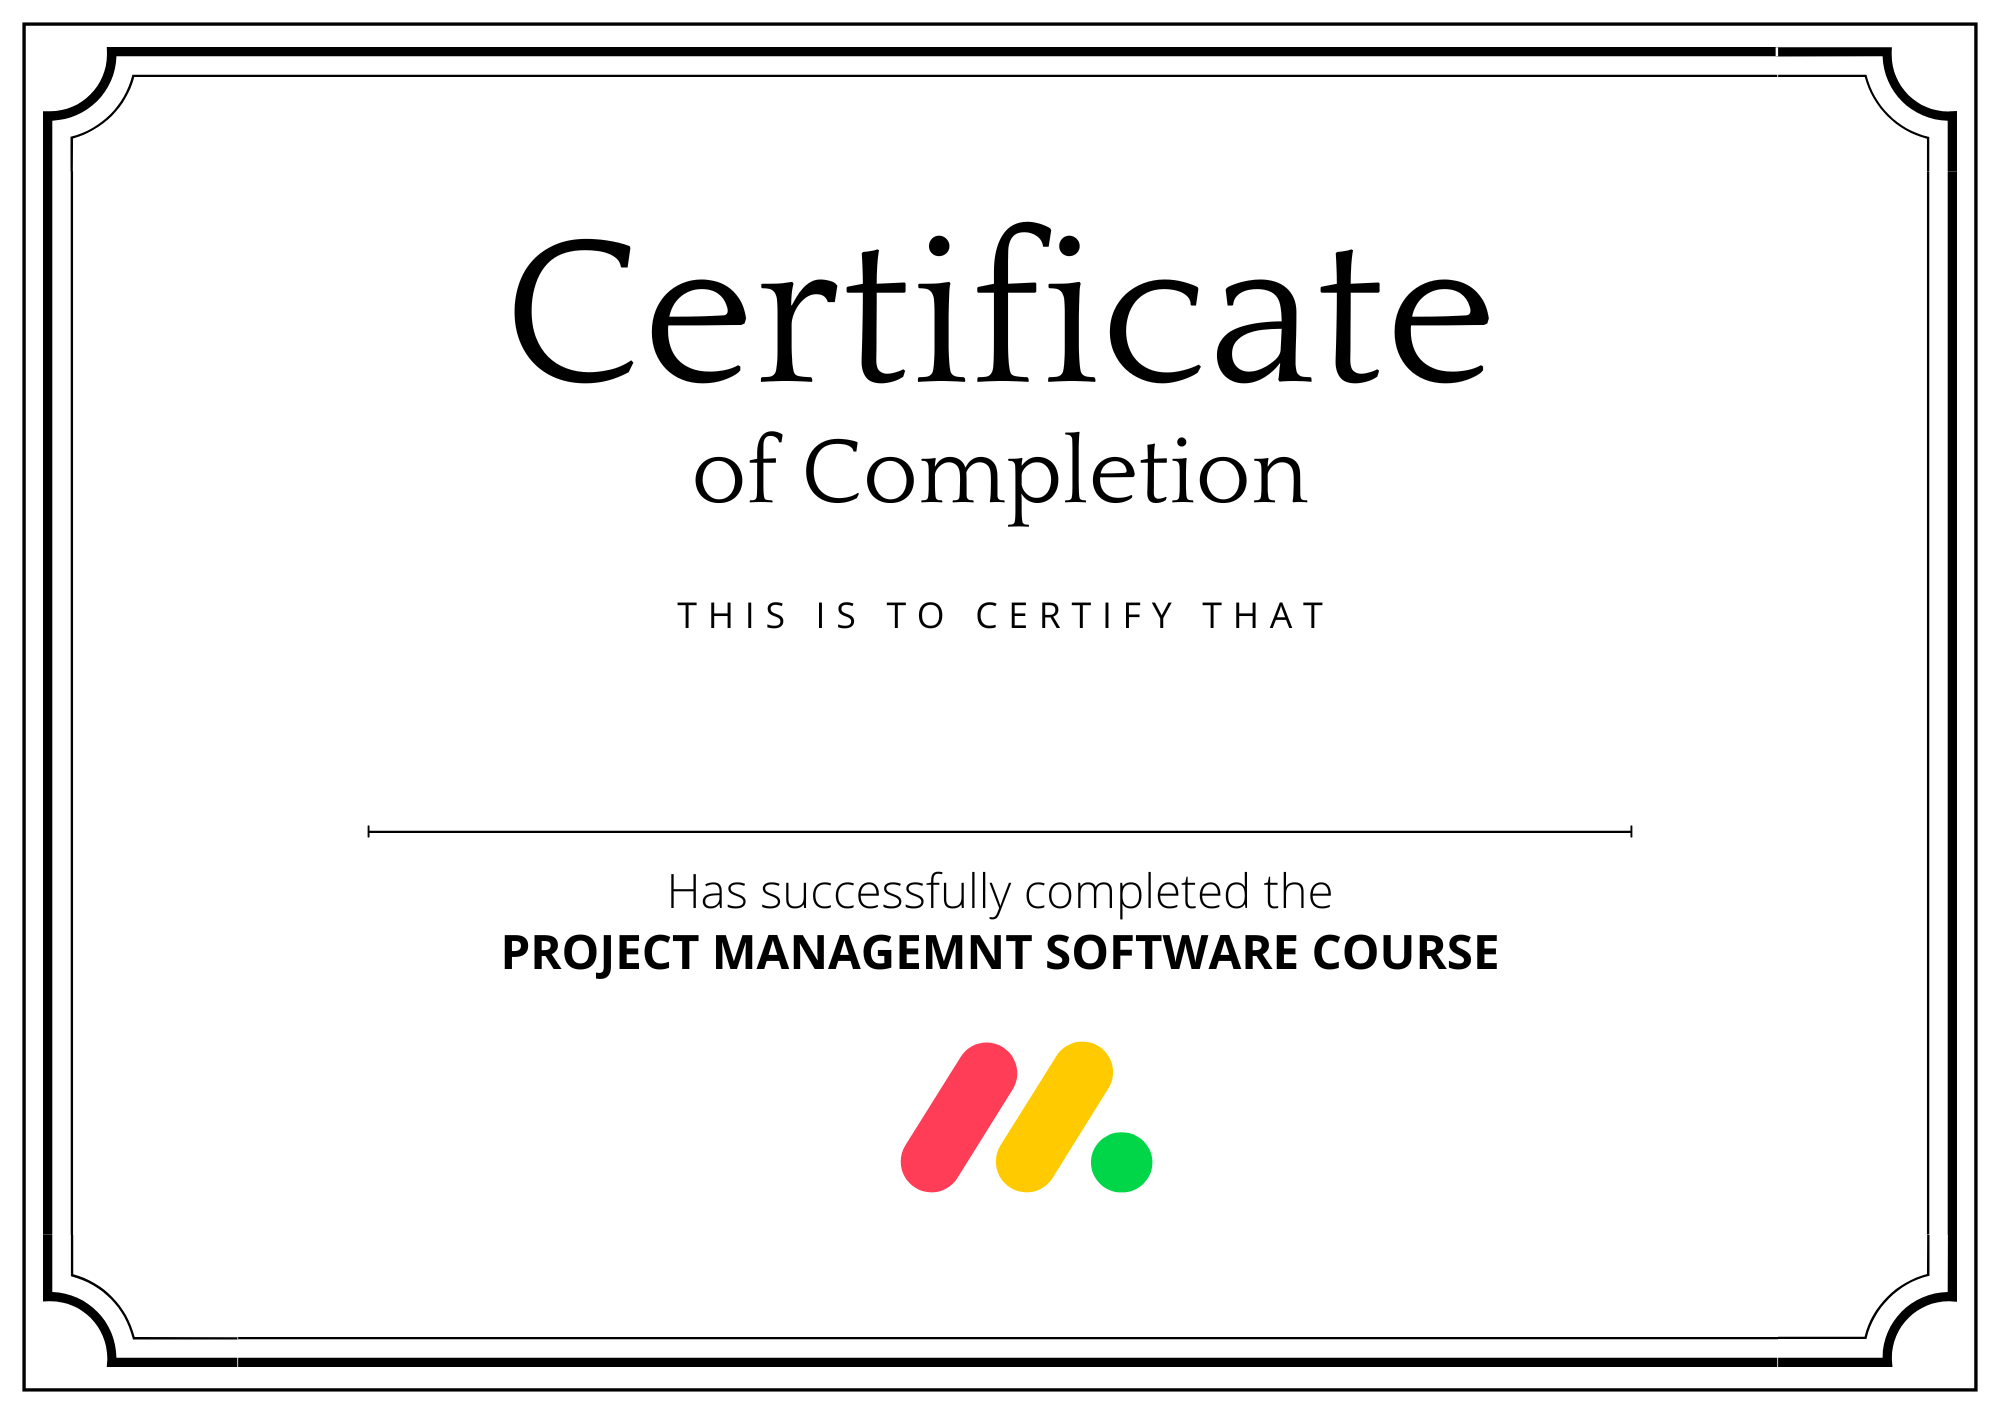 Certificate
of Completion
THIS IS TO CERTIFY THAT
Has successfully completed the
PROJECT MANAGEMNT SOFTWARE COURSE